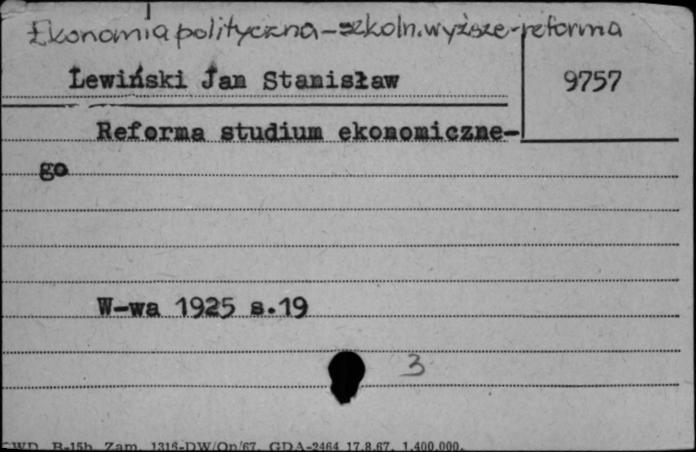 Ekonomia polityczna - szkoln. wyższe - reforma
Lewiński Jan Stanisław
9757
Reforma studium ekonomiczne-
go
W-wa 1925 s.19
3
CWD B-15b Zam. 1316-DW/Op/67. GDA-2464 17.8.67. 1.400.000.